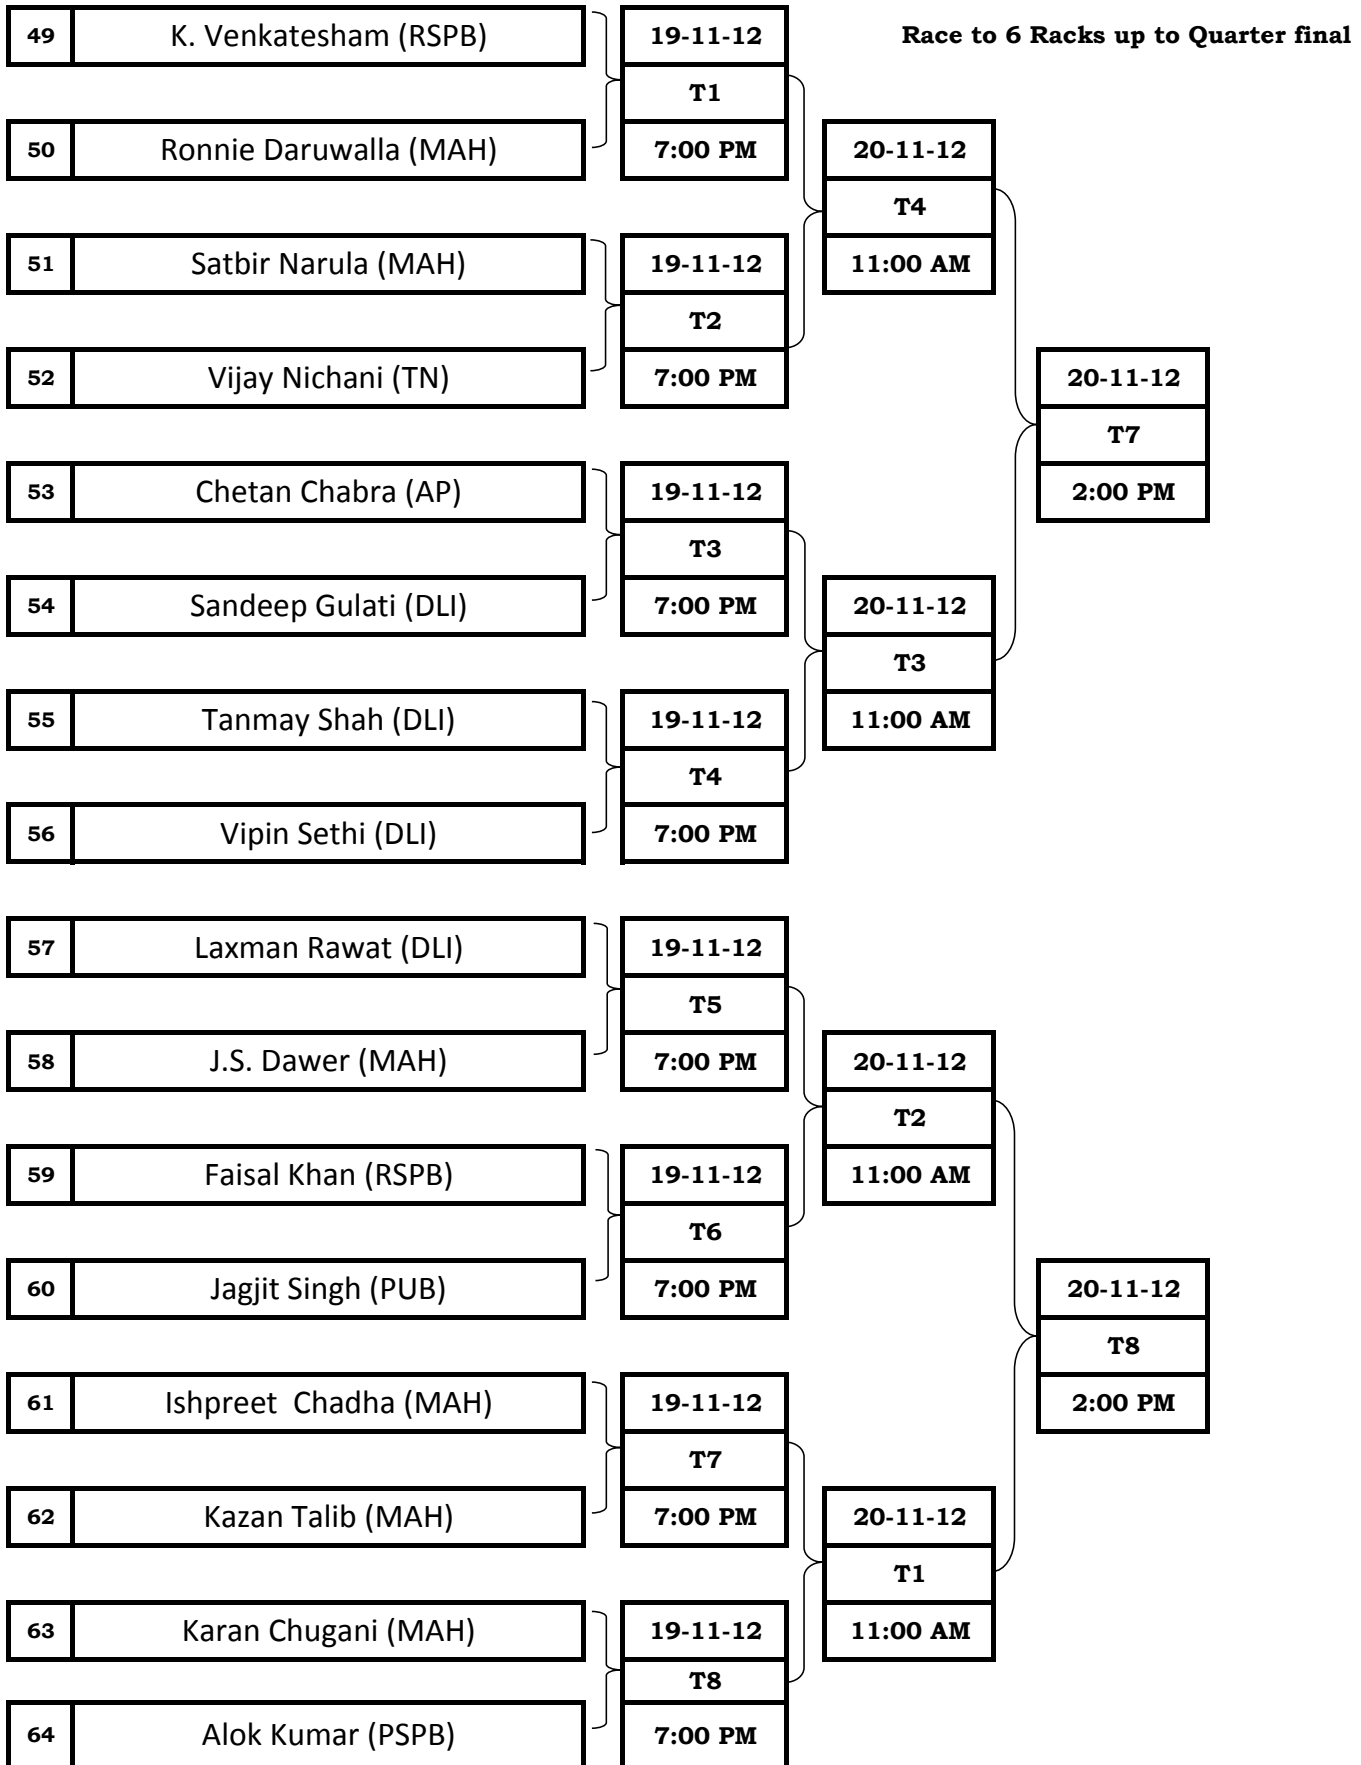 49 K. Venkatesham (RSPB) 19-11-12 Race to 6 Racks up to Quarter final
T1
50 Ronnie Daruwalla (MAH) 7:00 PM 20-11-12
T4
51 Satbir Narula (MAH) 19-11-12 11:00 AM
T2
52 Vijay Nichani (TN) 7:00 PM 20-11-12
T7
53 Chetan Chabra (AP) 19-11-12 2:00 PM
T3
54 Sandeep Gulati (DLI) 7:00 PM 20-11-12
T3
55 Tanmay Shah (DLI) 19-11-12 11:00 AM
T4
56 Vipin Sethi (DLI) 7:00 PM
57 Laxman Rawat (DLI) 19-11-12
T5
58 J.S. Dawer (MAH) 7:00 PM 20-11-12
T2
59 Faisal Khan (RSPB) 19-11-12 11:00 AM
T6
60 Jagjit Singh (PUB) 7:00 PM 20-11-12
T8
61 Ishpreet  Chadha (MAH) 19-11-12 2:00 PM
T7
62 Kazan Talib (MAH) 7:00 PM 20-11-12
T1
63 Karan Chugani (MAH) 19-11-12 11:00 AM
T8
64 Alok Kumar (PSPB) 7:00 PM